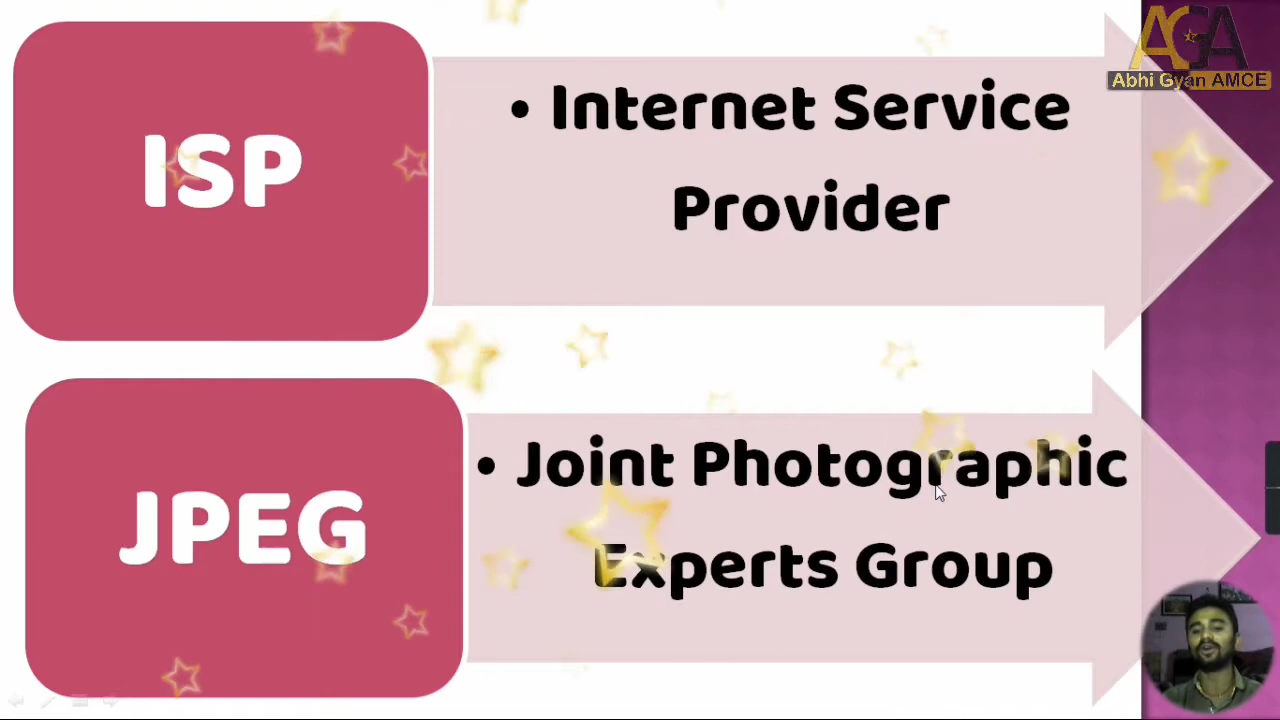 AGA
Abhi Gyan AMCE
ISP
• Internet Service
Provider
JPEG
• Joint Photographic
Experts Group